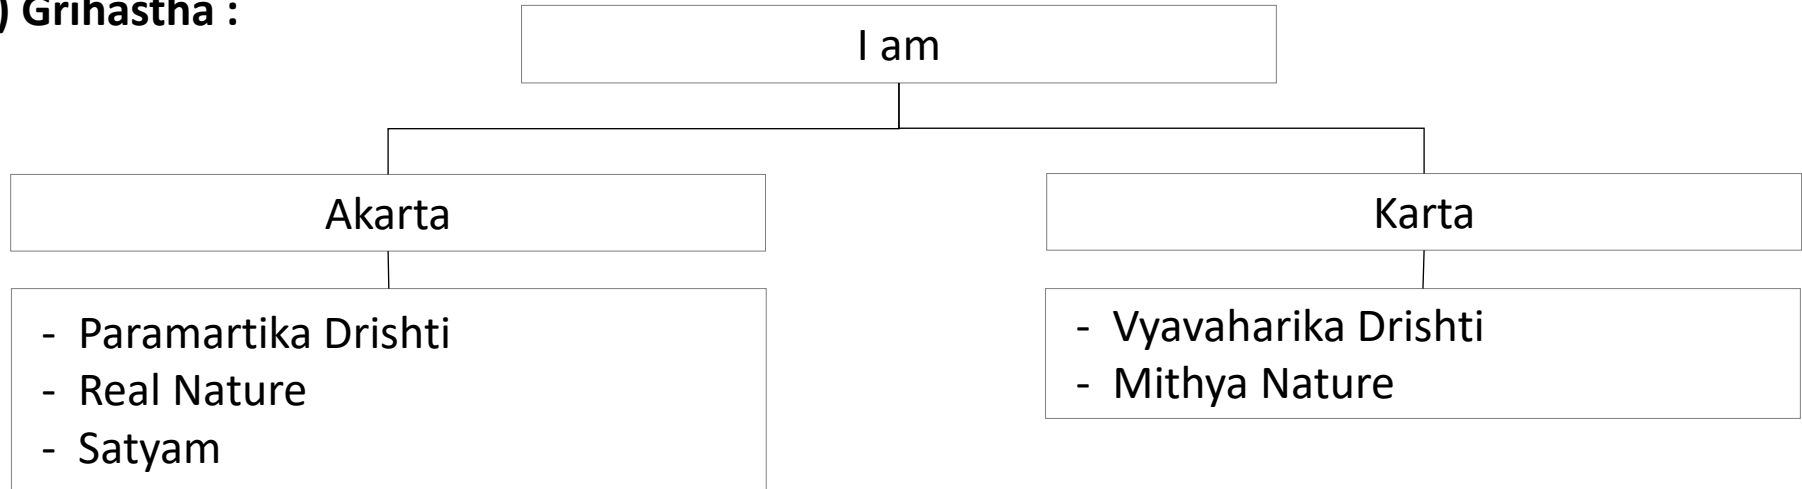 ) Grihastha :
I am
Akarta
Karta
- Paramartika Drishti
- Real Nature
- Satyam
- Vyavaharika Drishti
- Mithya Nature